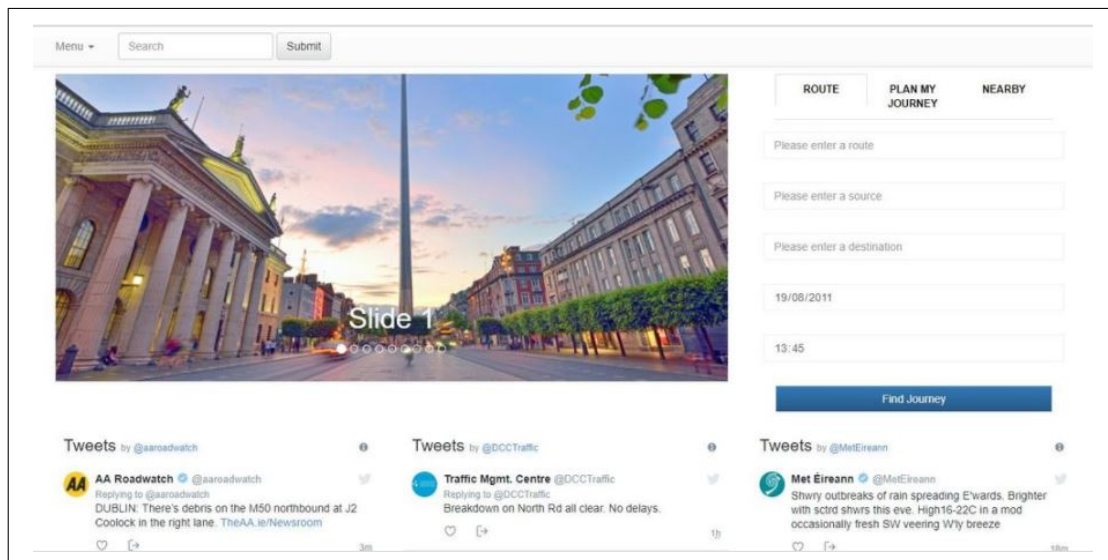 Menu
Search
Submit
Slide 1
ROUTE
PLAN MY
JOURNEY
NEARBY
Please enter a route
Please enter a source
Please enter a destination
19/08/2011
13:45
Find Journey
Tweets by @aaroadwatch
AA
AA Roadwatch @aaroadwatch
Replying to @aaroadwatch
DUBLIN: There's debris on the M50 northbound at J2
Coolock in the right lane. TheAA.ie/Newsroom
3m
Tweets by @DCCTraffic
Traffic Mgmt. Centre @DCCTraffic
Replying to @DCCTraffic
Breakdown on North Rd all clear. No delays.
1h
Tweets by @MetEireann
Met Éireann @MetEireann
Shwry outbreaks of rain spreading E'wards. Brighter
with sctrd shwrs this eve. High16-22C in a mod
occasionally fresh SW veering W'ly breeze
18m